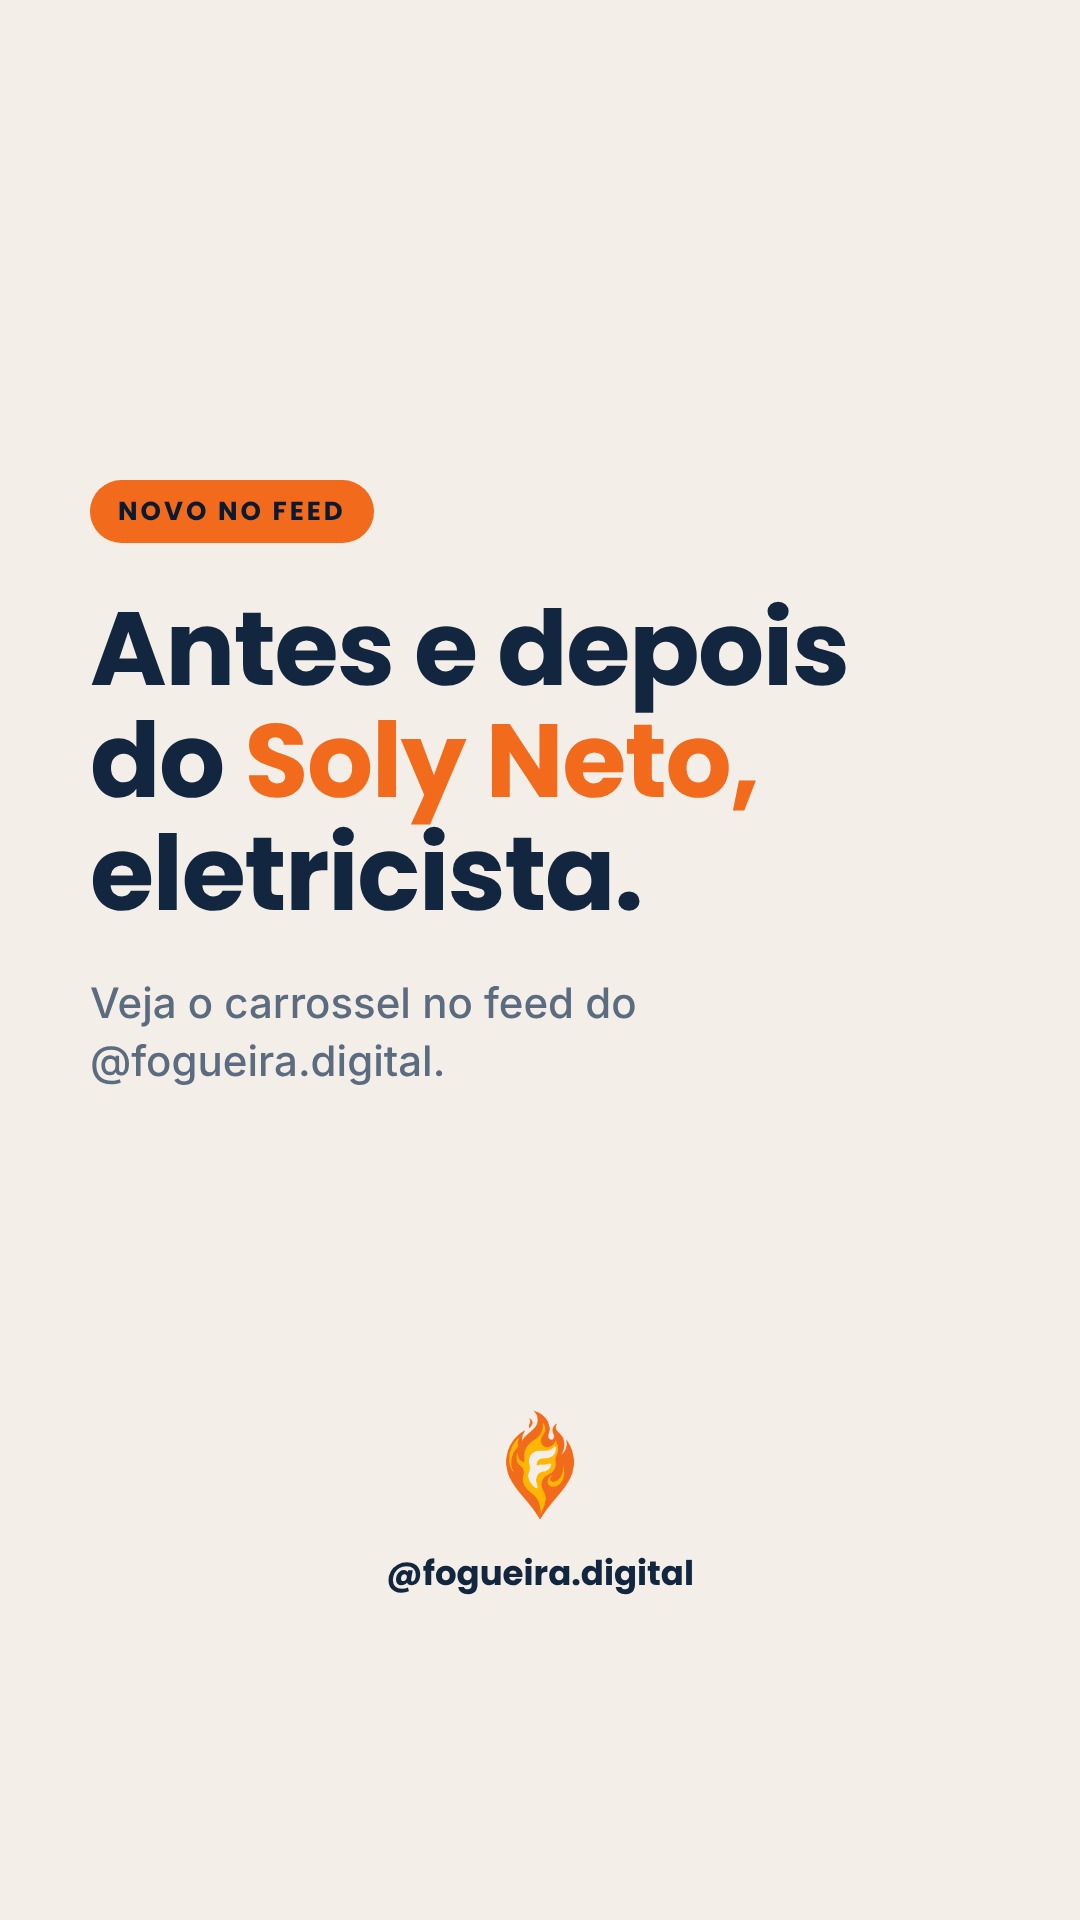 NOVO NO FEED
Antes e depois
do Soly Neto,
eletricista.
Veja o carrossel no feed do
@fogueira.digital.
F
@fogueira.digital